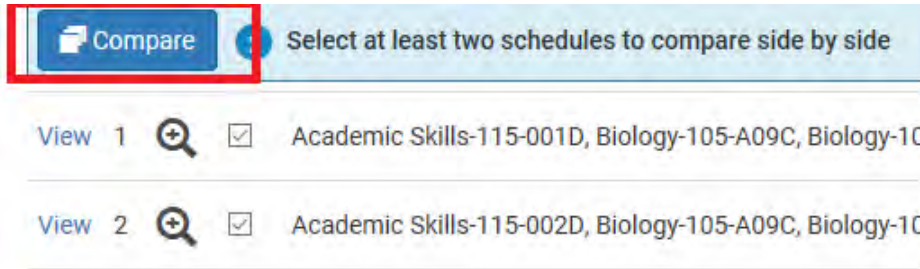 Compare Select at least two schedules to compare side by side
View 1 Academic Skills-115-001D, Biology-105-A09C, Biology-10
View 2 Academic Skills-115-002D, Biology-105-A09C, Biology-10